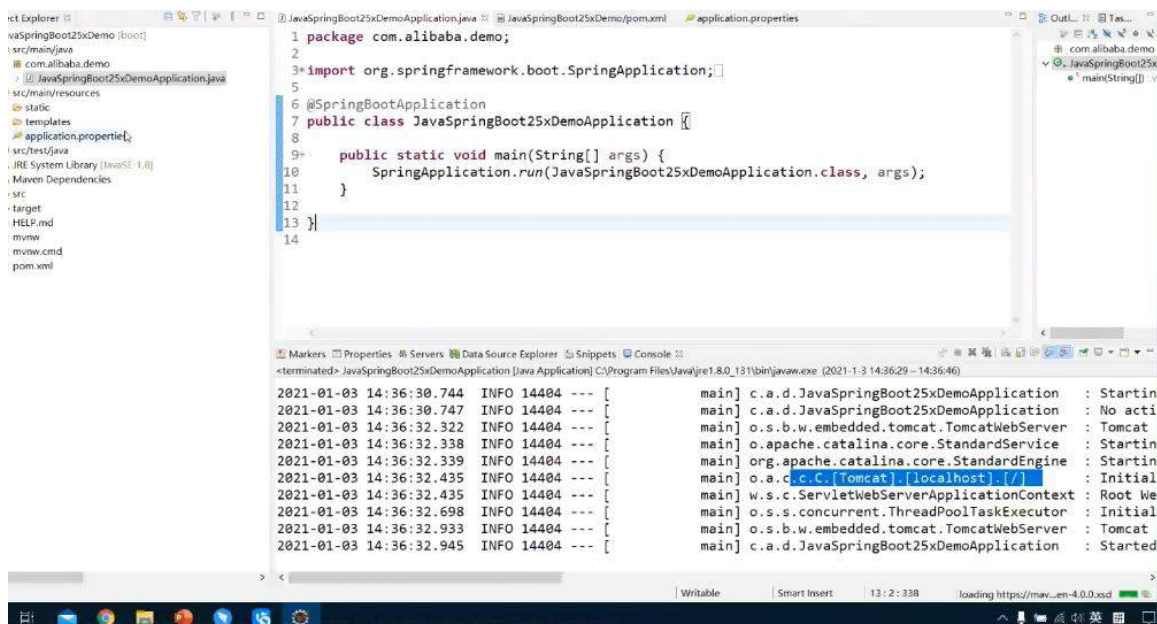 ect Explorer
vaSpringBoot25xDemo [boot]
src/main/java
com.alibaba.demo
JavaSpringBoot25xDemoApplication.java
src/main/resources
static
templates
application.properties
src/test/java
JRE System Library [JavaSE-1.8]
Maven Dependencies
src
target
HELP.md
mvnw
mvnw.cmd
pom.xml
JavaSpringBoot25xDemoApplication.java JavaSpringBoot25xDemo/pom.xml application.properties
1 package com.alibaba.demo;
2
3 import org.springframework.boot.SpringApplication;
5
6 @SpringBootApplication
7 public class JavaSpringBoot25xDemoApplication {
8
9 public static void main(String[] args) {
10 SpringApplication.run(JavaSpringBoot25xDemoApplication.class, args);
11 }
12
13 }
14
Outl... Tas...
com.alibaba.demo
JavaSpringBoot25x
main(String[]) : v
Markers Properties Servers Data Source Explorer Snippets Console
<terminated> JavaSpringBoot25xDemoApplication [Java Application] C:\Program Files\Java\jre1.8.0_131\bin\javaw.exe (2021-1-3 14:36:29 – 14:36:46)
2021-01-03 14:36:30.744 INFO 14404 --- [ main] c.a.d.JavaSpringBoot25xDemoApplication : Startin
2021-01-03 14:36:30.747 INFO 14404 --- [ main] c.a.d.JavaSpringBoot25xDemoApplication : No acti
2021-01-03 14:36:32.322 INFO 14404 --- [ main] o.s.b.w.embedded.tomcat.TomcatWebServer : Tomcat
2021-01-03 14:36:32.338 INFO 14404 --- [ main] o.apache.catalina.core.StandardService : Startin
2021-01-03 14:36:32.339 INFO 14404 --- [ main] org.apache.catalina.core.StandardEngine : Startin
2021-01-03 14:36:32.435 INFO 14404 --- [ main] o.a.c.c.C.[Tomcat].[localhost].[/] : Initial
2021-01-03 14:36:32.435 INFO 14404 --- [ main] w.s.c.ServletWebServerApplicationContext : Root We
2021-01-03 14:36:32.698 INFO 14404 --- [ main] o.s.s.concurrent.ThreadPoolTaskExecutor : Initial
2021-01-03 14:36:32.933 INFO 14404 --- [ main] o.s.b.w.embedded.tomcat.TomcatWebServer : Tomcat
2021-01-03 14:36:32.945 INFO 14404 --- [ main] c.a.d.JavaSpringBoot25xDemoApplication : Started
Writable Smart Insert 13 : 2 : 338 loading https://mav...en-4.0.0.xsd
英